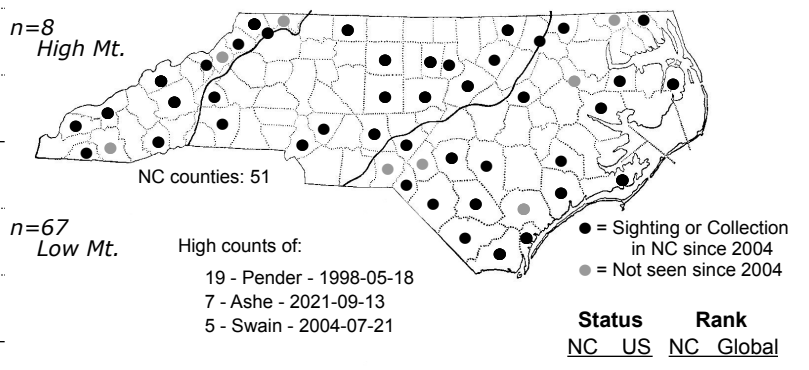 n=8
High Mt.
NC counties: 51
n=67
Low Mt.
High counts of:
19 - Pender - 1998-05-18
7 - Ashe - 2021-09-13
5 - Swain - 2004-07-21
● = Sighting or Collection
in NC since 2004
● = Not seen since 2004
Status Rank
NC US NC Global